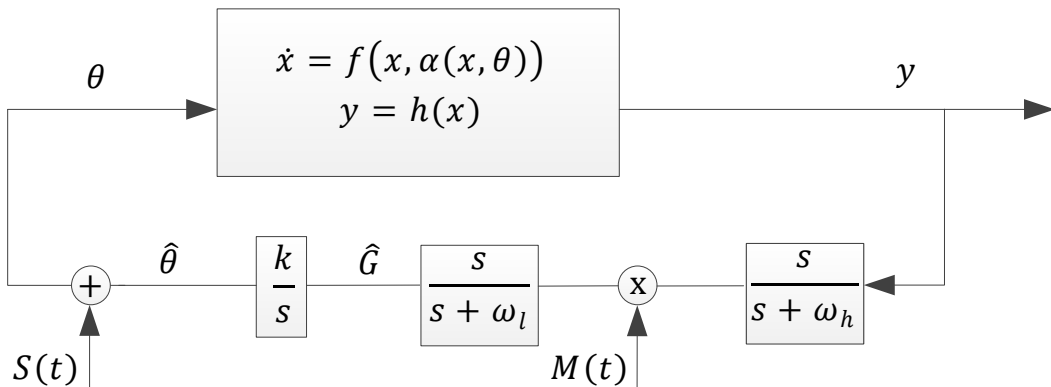 ẋ = f(x, α(x, θ))
y = h(x)
θ
y
θ̂
k
s
Ĝ
s
s + ω_l
x
s
s + ω_h
+
S(t)
M(t)